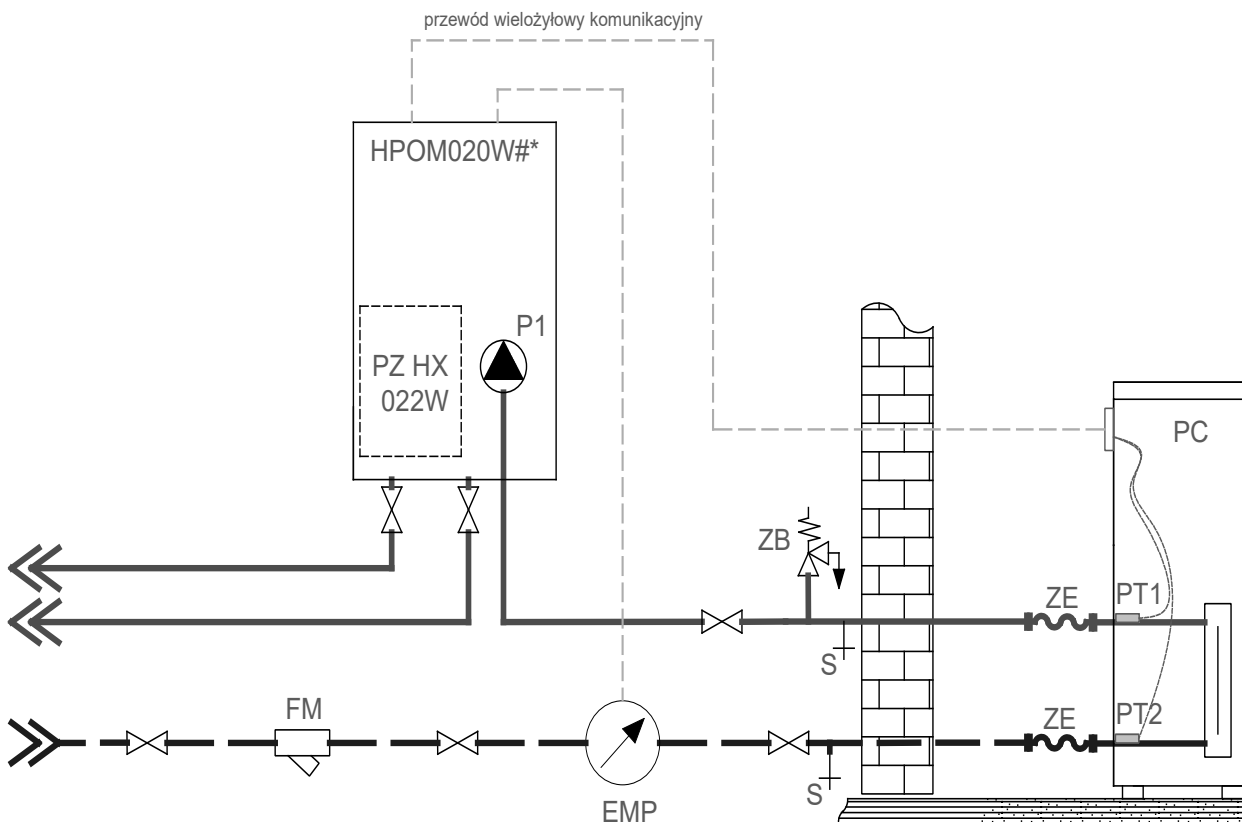 przewód wielożyłowy komunikacyjny
HPOM020W#*
P1
PZ HX
022W
PC
ZB
ZE
PT1
S
FM
ZE
PT2
S
EMP